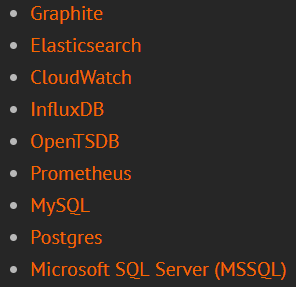 Graphite
Elasticsearch
CloudWatch
InfluxDB
OpenTSDB
Prometheus
MySQL
Postgres
Microsoft SQL Server (MSSQL)